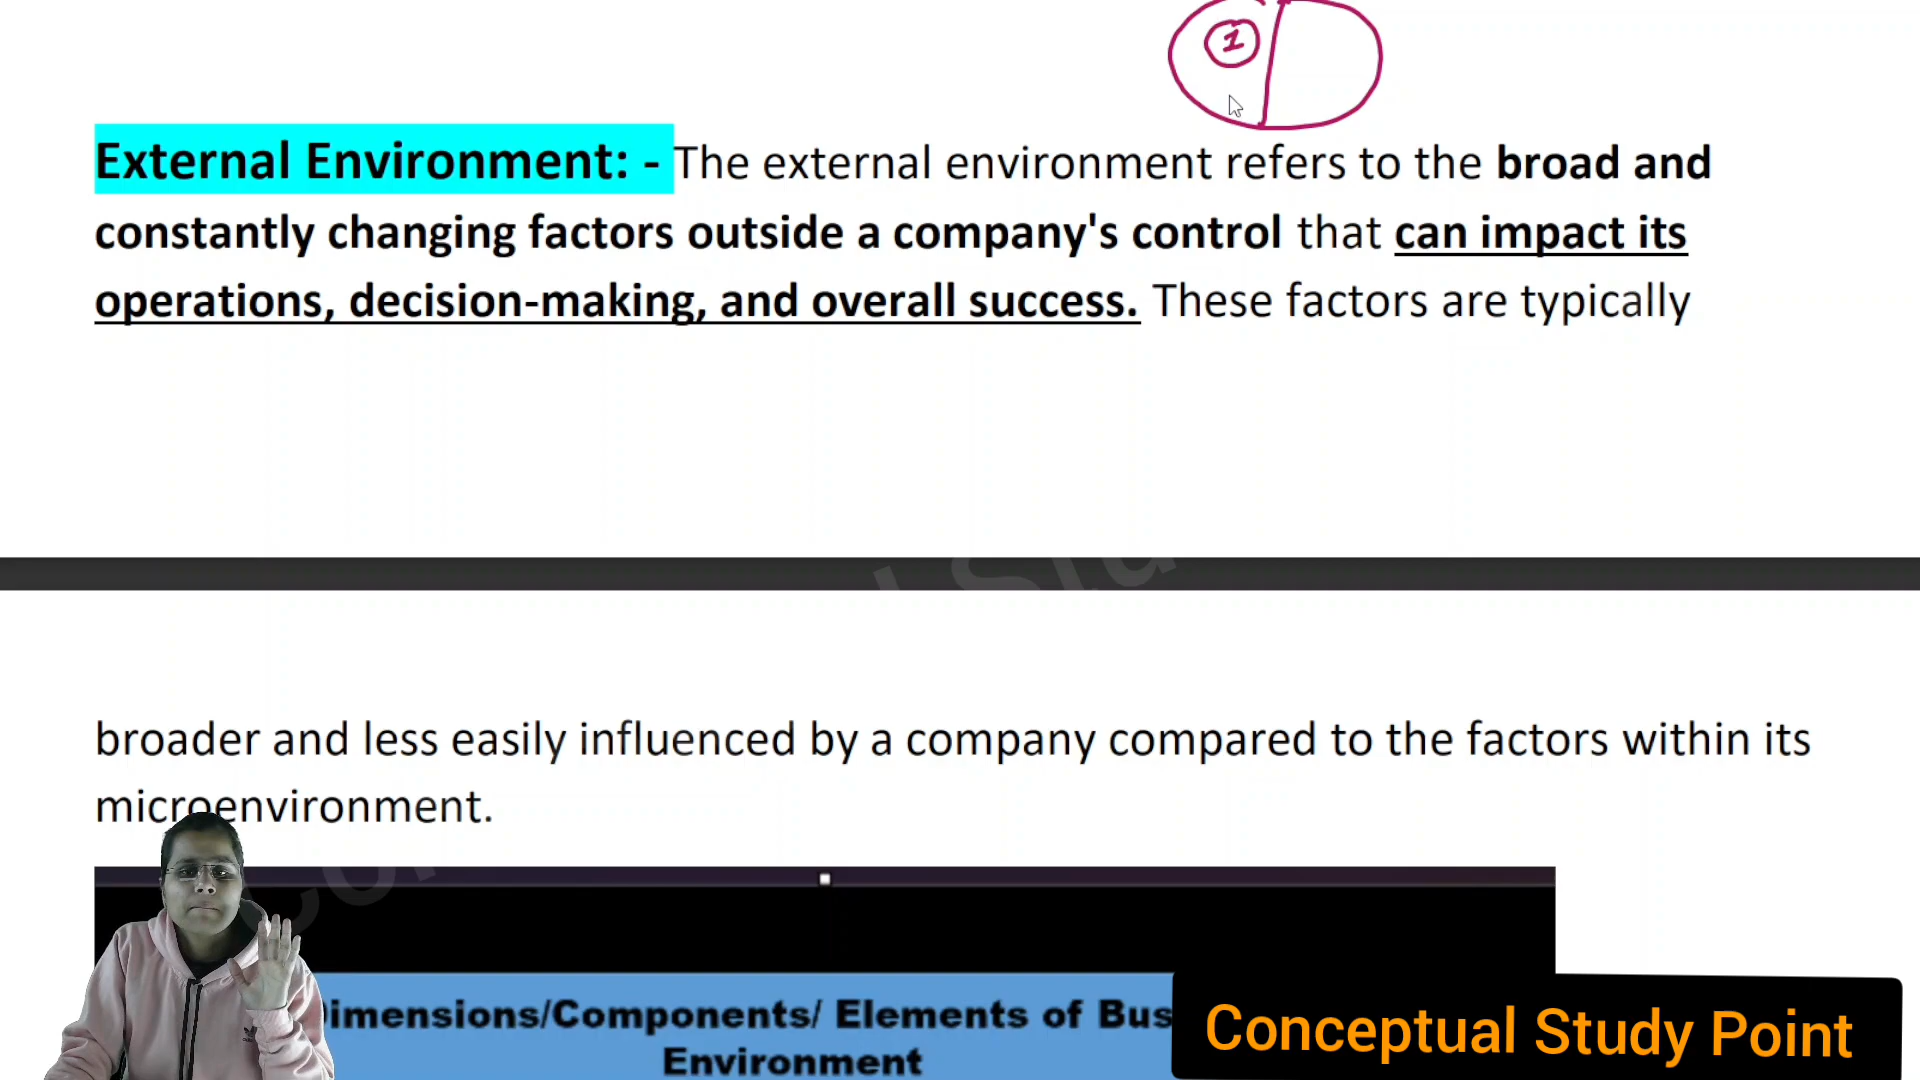 1
External Environment: - The external environment refers to the broad and
constantly changing factors outside a company's control that can impact its
operations, decision-making, and overall success. These factors are typically
broader and less easily influenced by a company compared to the factors within its
microenvironment.
imensions/Components/ Elements of Bus
Environment
Conceptual Study Point